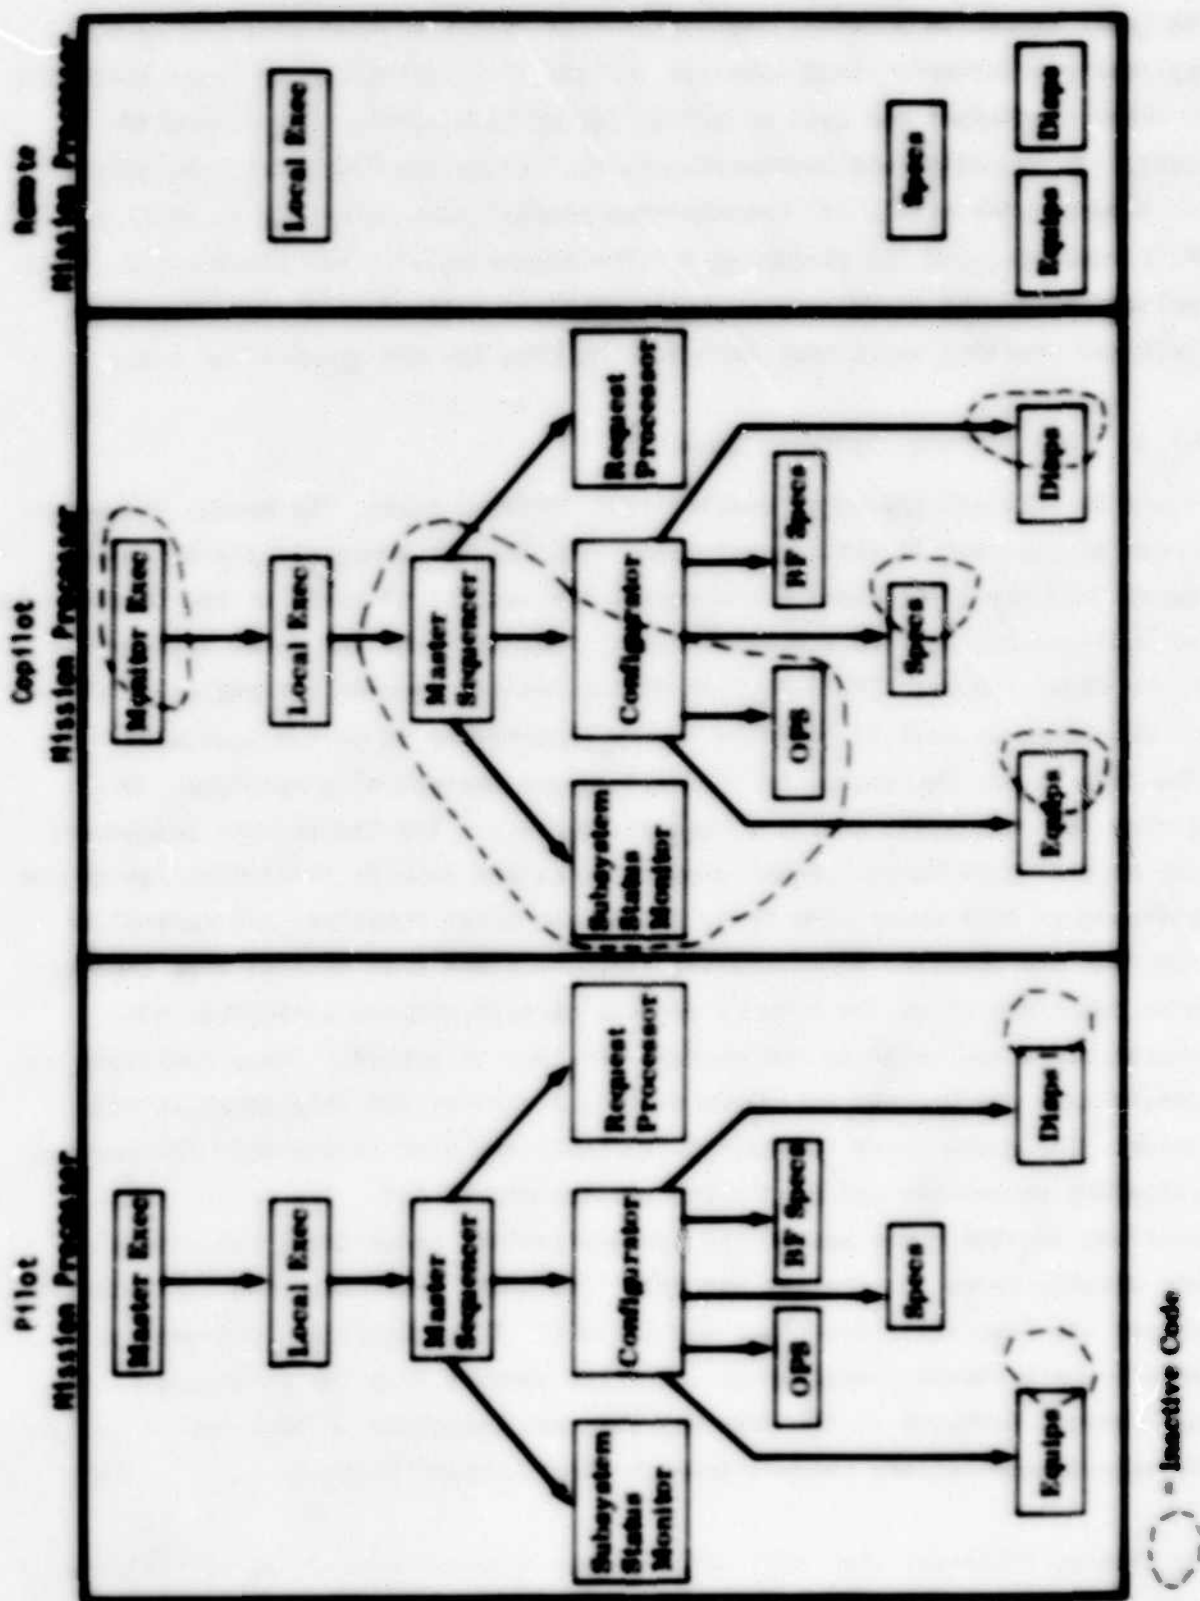 Pilot
Mission Processor
Master Exec
Local Exec
Master
Sequencer
Subsystem
Status
Monitor
Configurator
Request
Processor
OPS
BF Specs
Specs
Equips
Disps
Copilot
Mission Processor
Monitor Exec
Local Exec
Master
Sequencer
Subsystem
Status
Monitor
Configurator
Request
Processor
OPS
BF Specs
Specs
Equips
Disps
Remote
Mission Processor
Local Exec
Specs
Equips
Disps
= Inactive Code